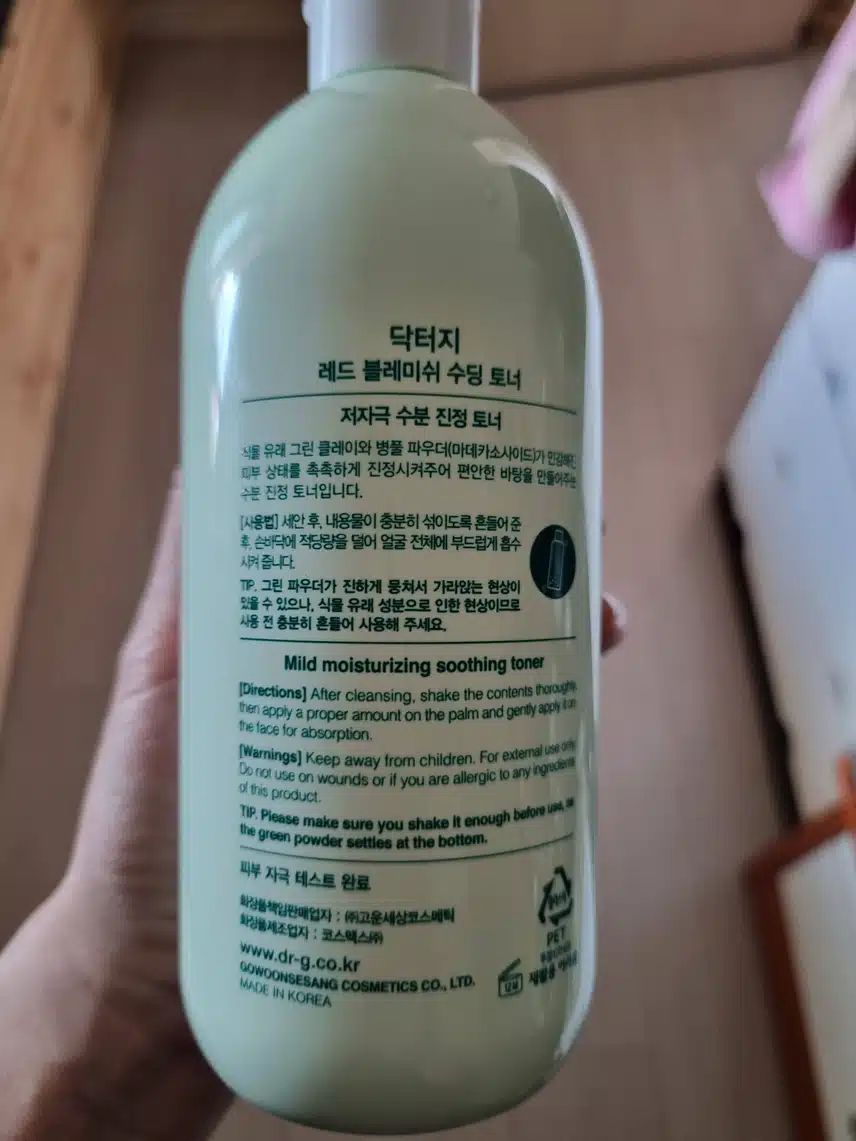 닥터지
레드 블레미쉬 수딩 토너
저자극 수분 진정 토너
식물 유래 그린 클레이와 병풀 파우더(마데카소사이드)가 민감해진
피부 상태를 촉촉하게 진정시켜주어 편안한 바탕을 만들어주는
수분 진정 토너입니다.
[사용법] 세안 후, 내용물이 충분히 섞이도록 흔들어 준
후, 손바닥에 적당량을 덜어 얼굴 전체에 부드럽게 흡수
시켜 줍니다.
TIP. 그린 파우더가 진하게 뭉쳐서 가라앉는 현상이
있을 수 있으나, 식물 유래 성분으로 인한 현상이므로
사용 전 충분히 흔들어 사용해 주세요.
Mild moisturizing soothing toner
[Directions] After cleansing, shake the contents thoroughly,
then apply a proper amount on the palm and gently apply it on
the face for absorption.
[Warnings] Keep away from children. For external use only.
Do not use on wounds or if you are allergic to any ingredients
of this product.
TIP. Please make sure you shake it enough before use, as
the green powder settles at the bottom.
피부 자극 테스트 완료
화장품책임판매업자 : ㈜고운세상코스메틱
화장품제조업자 : 코스맥스㈜
www.dr-g.co.kr
GOWOONSESANG COSMETICS CO., LTD.
MADE IN KOREA
PET
12M
재활용